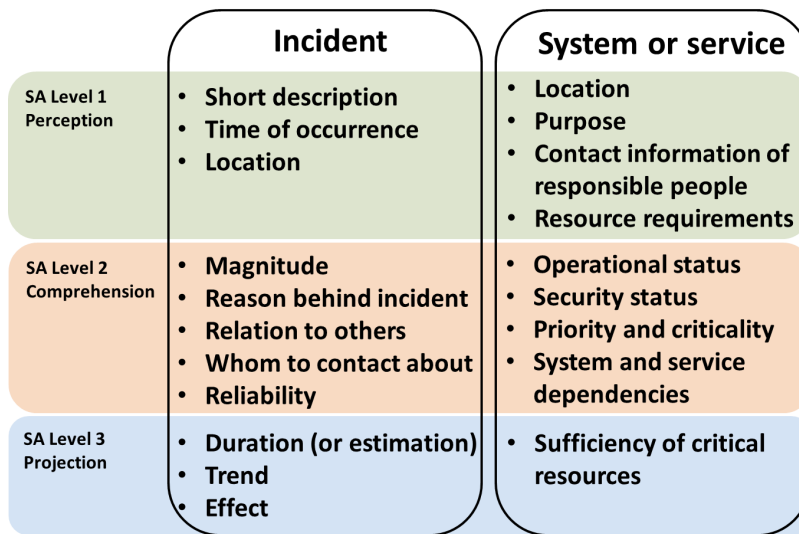 Incident
System or service
SA Level 1
Perception
• Short description
• Time of occurrence
• Location
• Location
• Purpose
• Contact information of
responsible people
• Resource requirements
SA Level 2
Comprehension
• Magnitude
• Reason behind incident
• Relation to others
• Whom to contact about
• Reliability
• Operational status
• Security status
• Priority and criticality
• System and service
dependencies
SA Level 3
Projection
• Duration (or estimation)
• Trend
• Effect
• Sufficiency of critical
resources